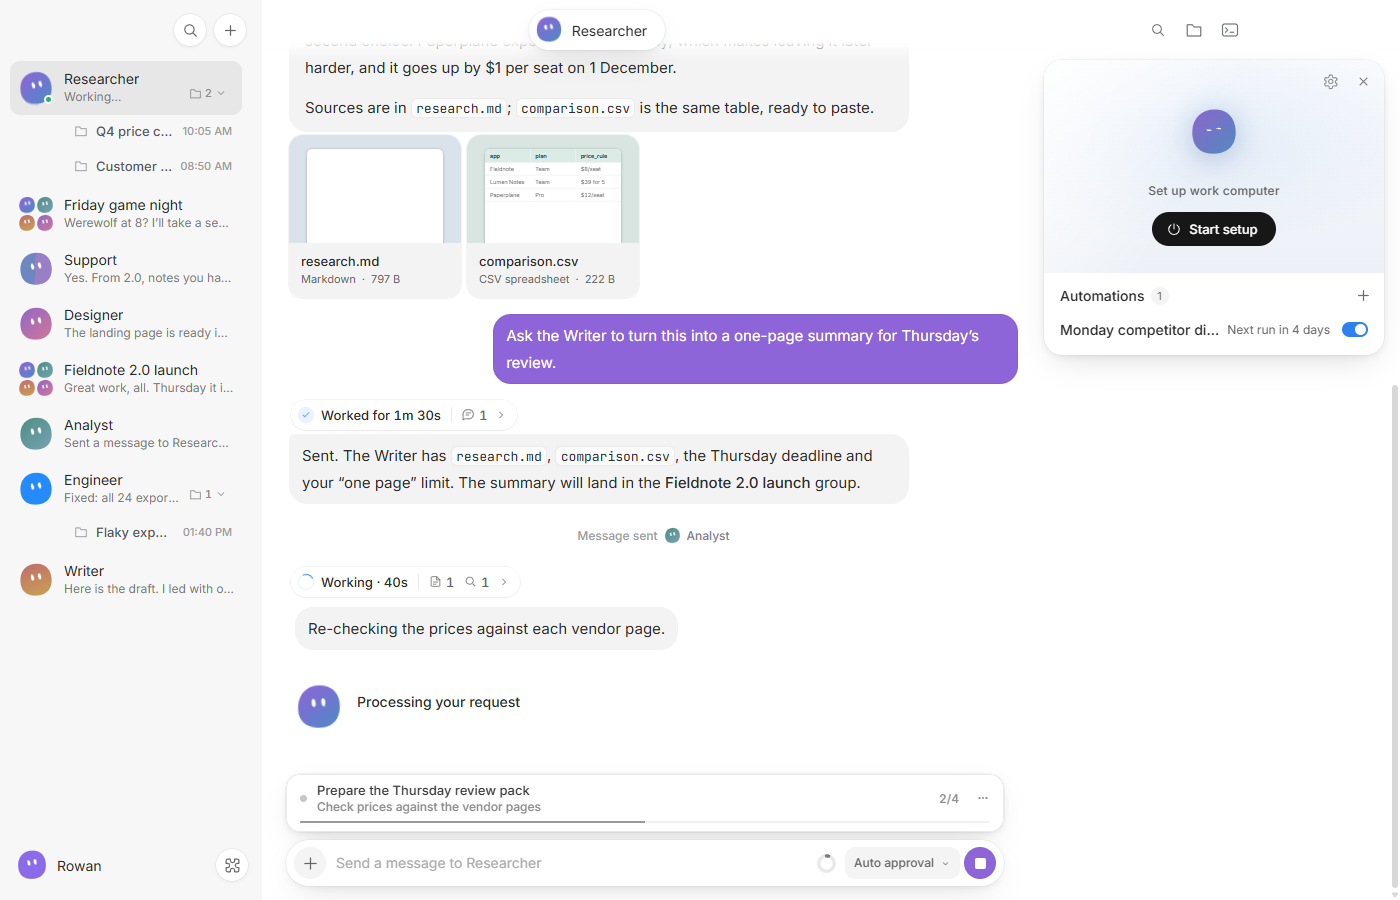 Researcher
Working...
2
Q4 price c...
10:05 AM
Customer ...
08:50 AM
Friday game night
Werewolf at 8? I’ll take a se...
Support
Yes. From 2.0, notes you ha...
Designer
The landing page is ready i...
Fieldnote 2.0 launch
Great work, all. Thursday it i...
Analyst
Sent a message to Researc...
Engineer
Fixed: all 24 expor...
1
Flaky exp...
01:40 PM
Writer
Here is the draft. I led with o...
Rowan
Researcher
harder, and it goes up by $1 per seat on 1 December.
Sources are in research.md; comparison.csv is the same table, ready to paste.
app plan price_rule
Fieldnote Team $8/seat
Lumen Notes Team $39 for 5
Paperplane Pro $12/seat
research.md
Markdown · 797 B
comparison.csv
CSV spreadsheet · 222 B
Ask the Writer to turn this into a one-page summary for Thursday’s
review.
Worked for 1m 30s
1
Sent. The Writer has research.md, comparison.csv, the Thursday deadline and
your “one page” limit. The summary will land in the Fieldnote 2.0 launch group.
Message sent Analyst
Working · 40s
1
1
Re-checking the prices against each vendor page.
Processing your request
Prepare the Thursday review pack
Check prices against the vendor pages
2/4
Send a message to Researcher
Auto approval
Set up work computer
Start setup
Automations 1
Monday competitor di... Next run in 4 days